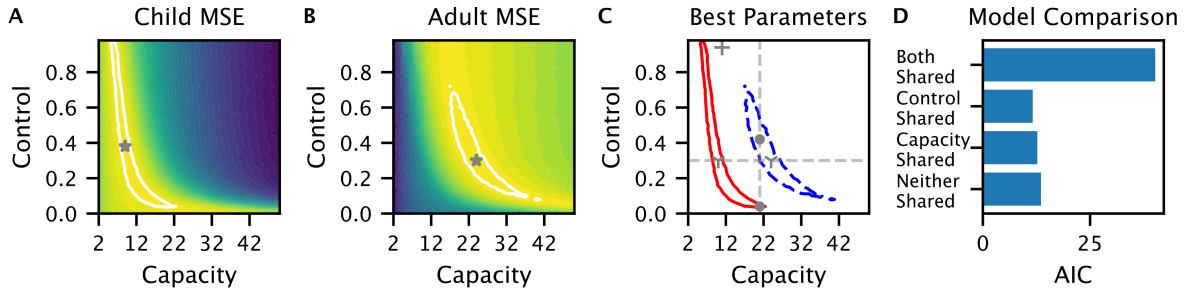 A
Child MSE
Control
0.8
0.6
0.4
0.2
0.0
2 12 22 32 42
Capacity
B
Adult MSE
Control
0.8
0.6
0.4
0.2
0.0
2 12 22 32 42
Capacity
C
Best Parameters
Control
0.8
0.6
0.4
0.2
0.0
2 12 22 32 42
Capacity
D
Model Comparison
Both
Shared
Control
Shared
Capacity
Shared
Neither
Shared
0 25
AIC